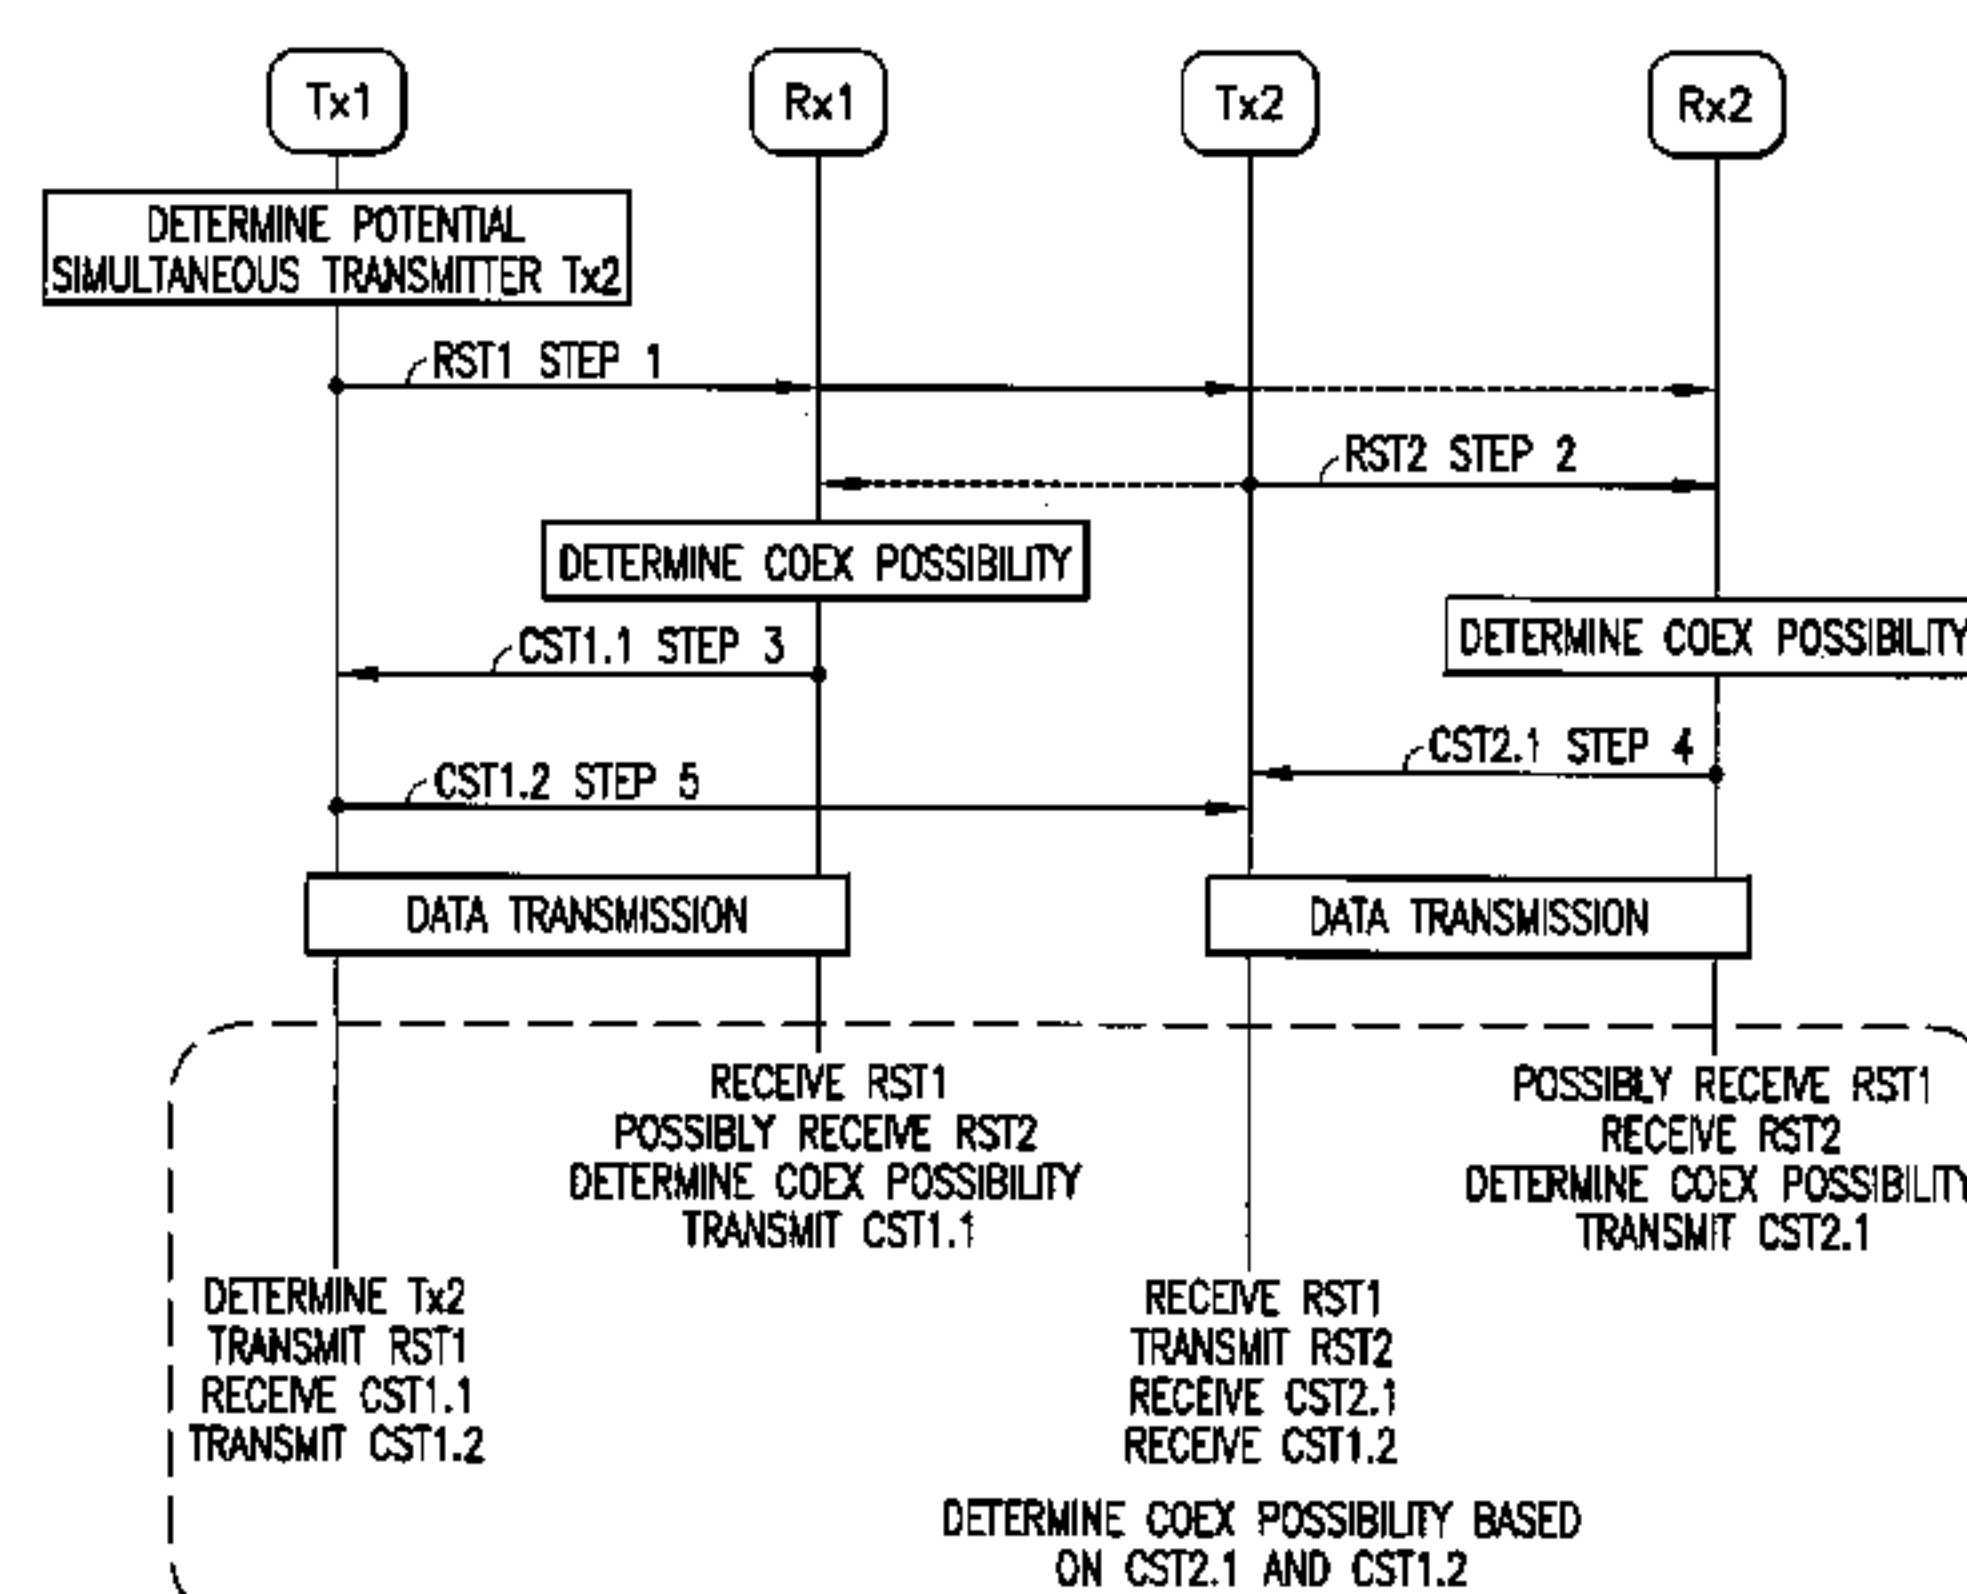 Tx1
Rx1
Tx2
Rx2
DETERMINE POTENTIAL
SIMULTANEOUS TRANSMITTER Tx2
RST1 STEP 1
RST2 STEP 2
DETERMINE COEX POSSIBILITY
DETERMINE COEX POSSIBILITY
CST1.1 STEP 3
CST2.1 STEP 4
CST1.2 STEP 5
DATA TRANSMISSION
DATA TRANSMISSION
RECEIVE RST1
POSSIBLY RECEIVE RST2
DETERMINE COEX POSSIBILITY
TRANSMIT CST1.1
POSSIBLY RECEIVE RST1
RECEIVE RST2
DETERMINE COEX POSSIBILITY
TRANSMIT CST2.1
DETERMINE Tx2
TRANSMIT RST1
RECEIVE CST1.1
TRANSMIT CST1.2
RECEIVE RST1
TRANSMIT RST2
RECEIVE CST2.1
RECEIVE CST1.2
DETERMINE COEX POSSIBILITY BASED
ON CST2.1 AND CST1.2